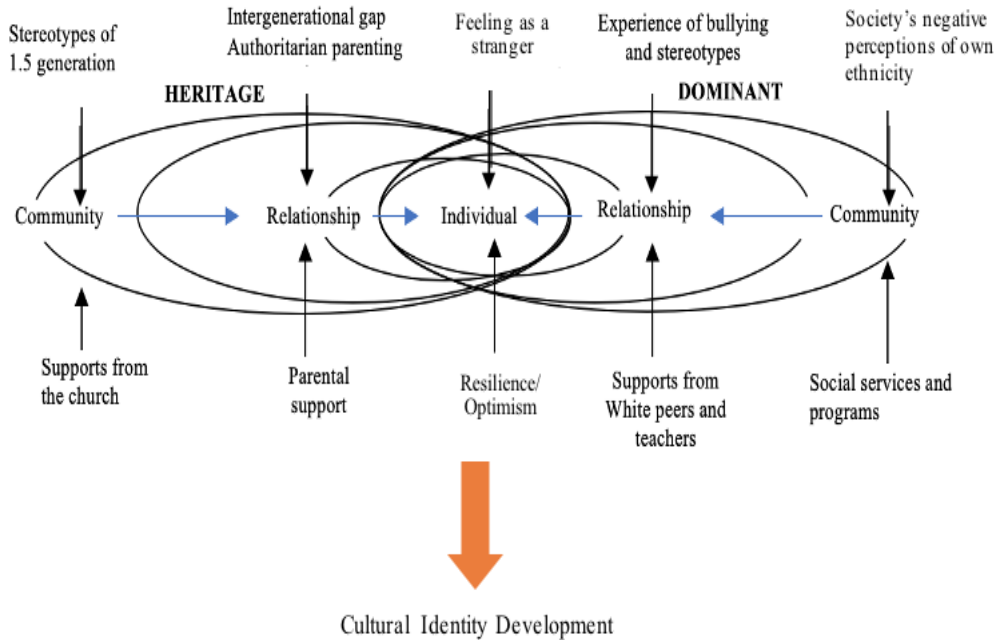 Stereotypes of
1.5 generation
Intergenerational gap
Authoritarian parenting
Feeling as a
stranger
Experience of bullying
and stereotypes
Society's negative
perceptions of own
ethnicity
HERITAGE
DOMINANT
Community
Relationship
Individual
Relationship
Community
Supports from
the church
Parental
support
Resilience/
Optimism
Supports from
White peers and
teachers
Social services and
programs
Cultural Identity Development